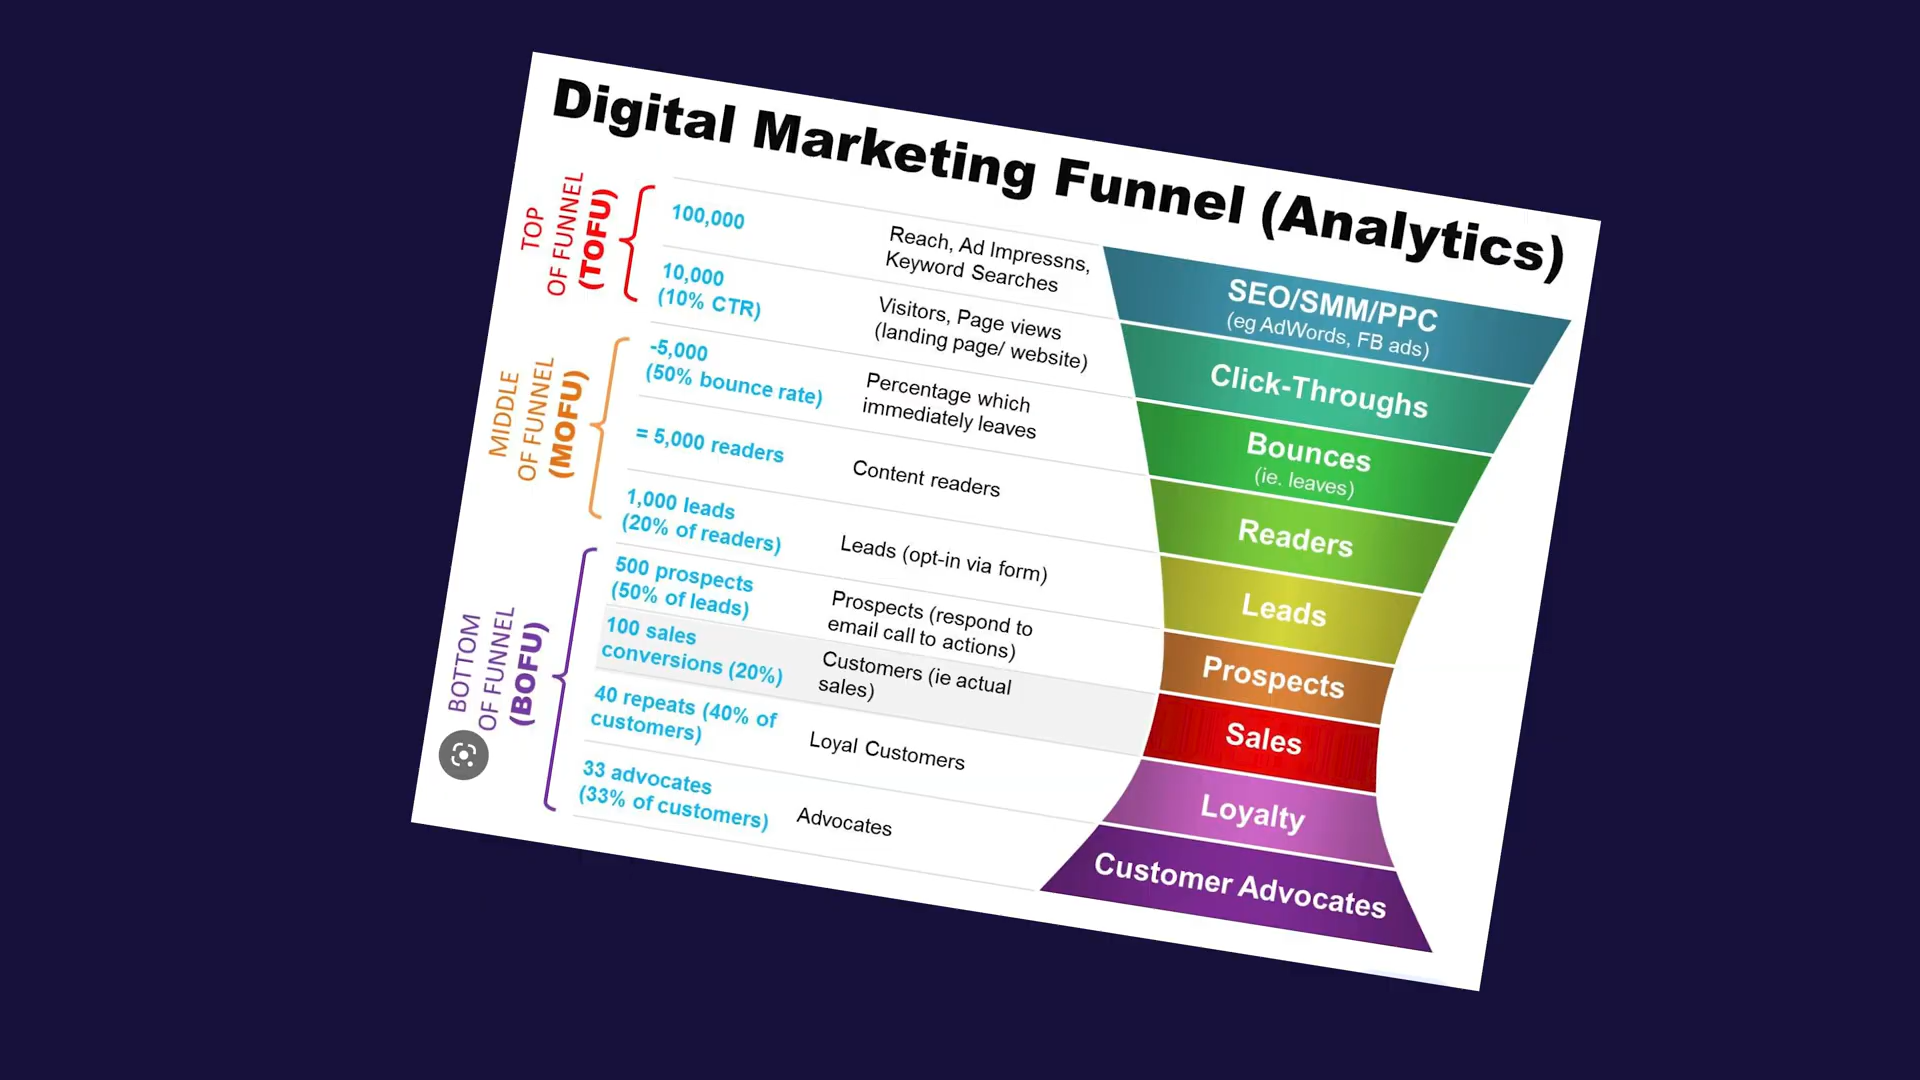 Digital Marketing Funnel (Analytics)
TOP
OF FUNNEL
(TOFU)
100,000
Reach, Ad Impressns,
Keyword Searches
SEO/SMM/PPC
(eg AdWords, FB ads)
10,000
(10% CTR)
Visitors, Page views
(landing page/ website)
Click-Throughs
MIDDLE
OF FUNNEL
(MOFU)
-5,000
(50% bounce rate)
Percentage which
immediately leaves
Bounces
(ie. leaves)
= 5,000 readers
Content readers
Readers
1,000 leads
(20% of readers)
Leads (opt-in via form)
Leads
BOTTOM
OF FUNNEL
(BOFU)
500 prospects
(50% of leads)
Prospects (respond to
email call to actions)
Prospects
100 sales
conversions (20%)
Customers (ie actual
sales)
Sales
40 repeats (40% of
customers)
Loyal Customers
Loyalty
33 advocates
(33% of customers)
Advocates
Customer Advocates